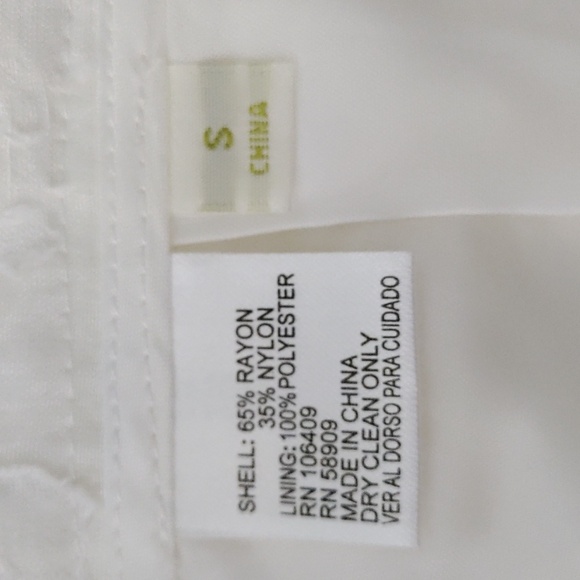 S
CHINA
SHELL: 65% RAYON
35% NYLON
LINING: 100% POLYESTER
RN 106409
RN 58909
MADE IN CHINA
DRY CLEAN ONLY
VER AL DORSO PARA CUIDADO